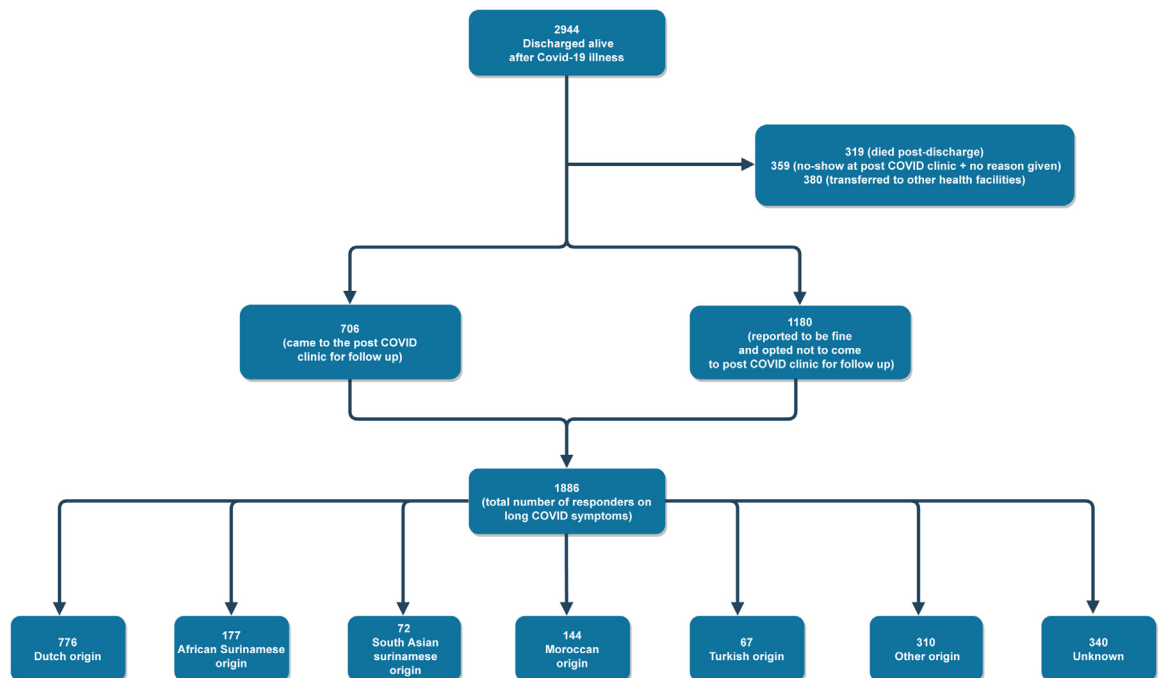 2944
Discharged alive
after Covid-19 illness
319 (died post-discharge)
359 (no-show at post COVID clinic + no reason given)
380 (transferred to other health facilities)
706
(came to the post COVID
clinic for follow up)
1180
(reported to be fine
and opted not to come
to post COVID clinic for follow up)
1886
(total number of responders on
long COVID symptoms)
776
Dutch origin
177
African Surinamese
origin
72
South Asian
surinamese
origin
144
Moroccan
origin
67
Turkish origin
310
Other origin
340
Unknown